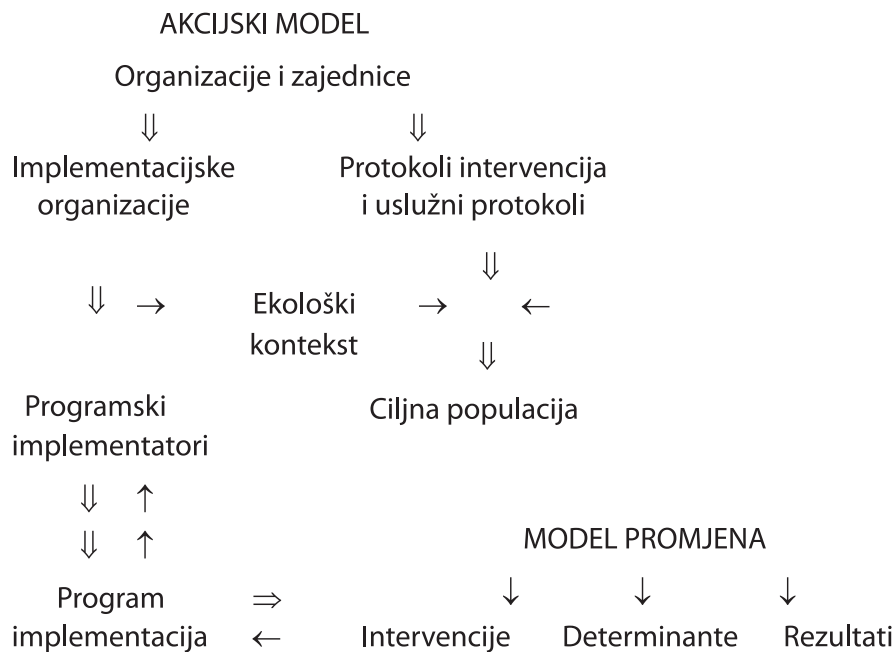 AKCIJSKI MODEL
Organizacije i zajednice
⇓ ⇓
Implementacijske Protokoli intervencija
organizacije i uslužni protokoli
⇓
⇓ → Ekološki → ←
kontekst
⇓
Programski Ciljna populacija
implementatori
⇓ ↑
⇓ ↑ MODEL PROMJENA
Program ⇒ ↓ ↓ ↓
implementacija ← Intervencije Determinante Rezultati